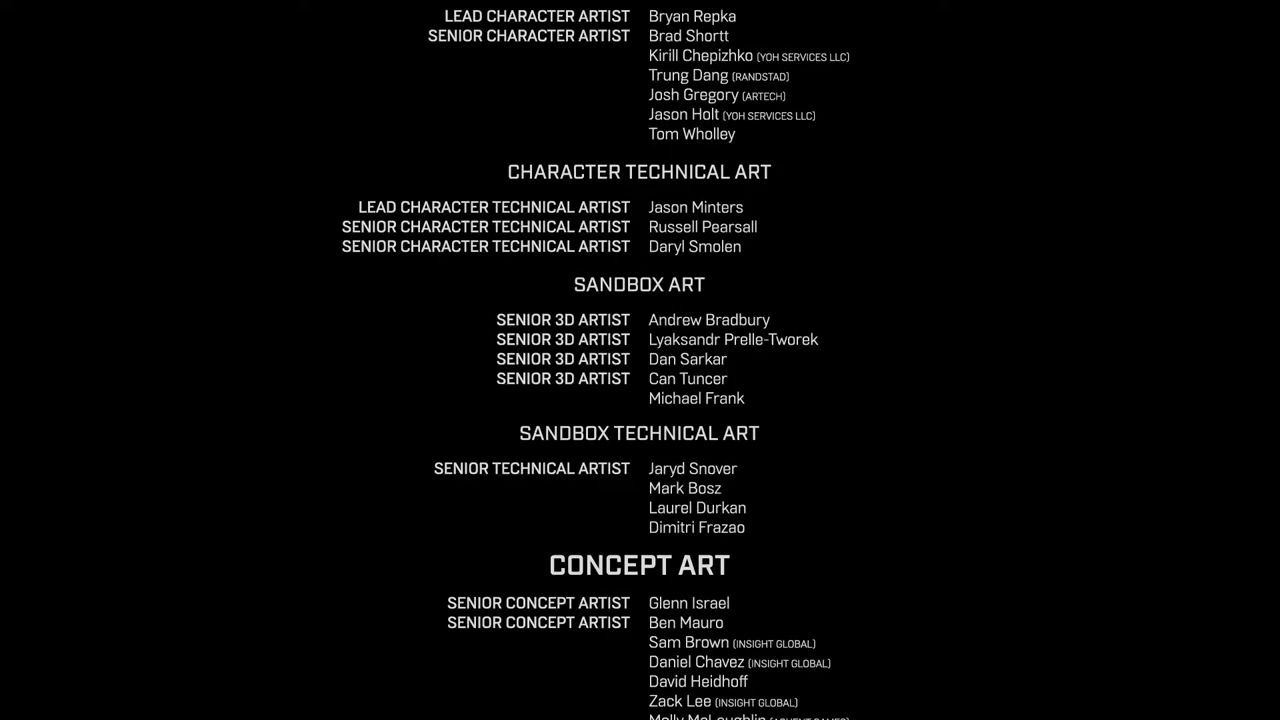 LEAD CHARACTER ARTIST Bryan Repka
SENIOR CHARACTER ARTIST Brad Shortt
Kirill Chepizhko (YOH SERVICES LLC)
Trung Dang (RANDSTAD)
Josh Gregory (ARTECH)
Jason Holt (YOH SERVICES LLC)
Tom Wholley
CHARACTER TECHNICAL ART
LEAD CHARACTER TECHNICAL ARTIST Jason Minters
SENIOR CHARACTER TECHNICAL ARTIST Russell Pearsall
SENIOR CHARACTER TECHNICAL ARTIST Daryl Smolen
SANDBOX ART
SENIOR 3D ARTIST Andrew Bradbury
SENIOR 3D ARTIST Lyaksandr Prelle-Tworek
SENIOR 3D ARTIST Dan Sarkar
SENIOR 3D ARTIST Can Tuncer
Michael Frank
SANDBOX TECHNICAL ART
SENIOR TECHNICAL ARTIST Jaryd Snover
Mark Bosz
Laurel Durkan
Dimitri Frazao
CONCEPT ART
SENIOR CONCEPT ARTIST Glenn Israel
SENIOR CONCEPT ARTIST Ben Mauro
Sam Brown (INSIGHT GLOBAL)
Daniel Chavez (INSIGHT GLOBAL)
David Heidhoff
Zack Lee (INSIGHT GLOBAL)
Molly McLaughlin